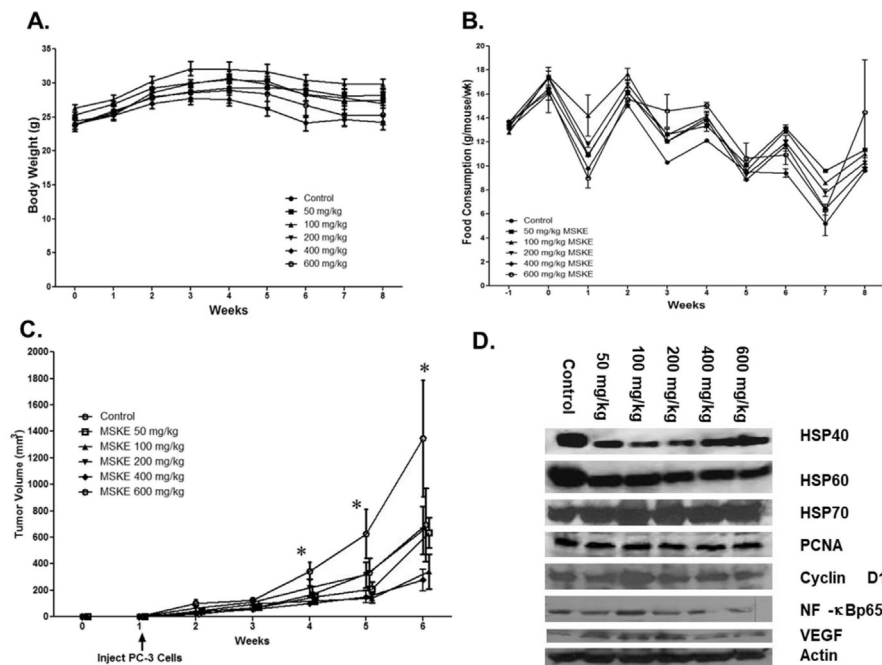 A.
Body Weight (g)
35
30
25
20
15
10
5
0
Control
50 mg/kg
100 mg/kg
200 mg/kg
400 mg/kg
600 mg/kg
0 1 2 3 4 5 6 7 8
Weeks
B.
Food Consumption (g/mouse/wk)
20
18
16
14
12
10
8
6
4
2
0
Control
50 mg/kg MSKE
100 mg/kg MSKE
200 mg/kg MSKE
400 mg/kg MSKE
600 mg/kg MSKE
-1 0 1 2 3 4 5 6 7 8
Weeks
C.
Tumor Volume (mm3)
2000
1800
1600
1400
1200
1000
800
600
400
200
0
Control
MSKE 50 mg/kg
MSKE 100 mg/kg
MSKE 200 mg/kg
MSKE 400 mg/kg
MSKE 600 mg/kg
* * *
0 1 2 3 4 5 6
Weeks
Inject PC-3 Cells
D.
Control
50 mg/kg
100 mg/kg
200 mg/kg
400 mg/kg
600 mg/kg
HSP40
HSP60
HSP70
PCNA
Cyclin D1
NF -κBp65
VEGF
Actin